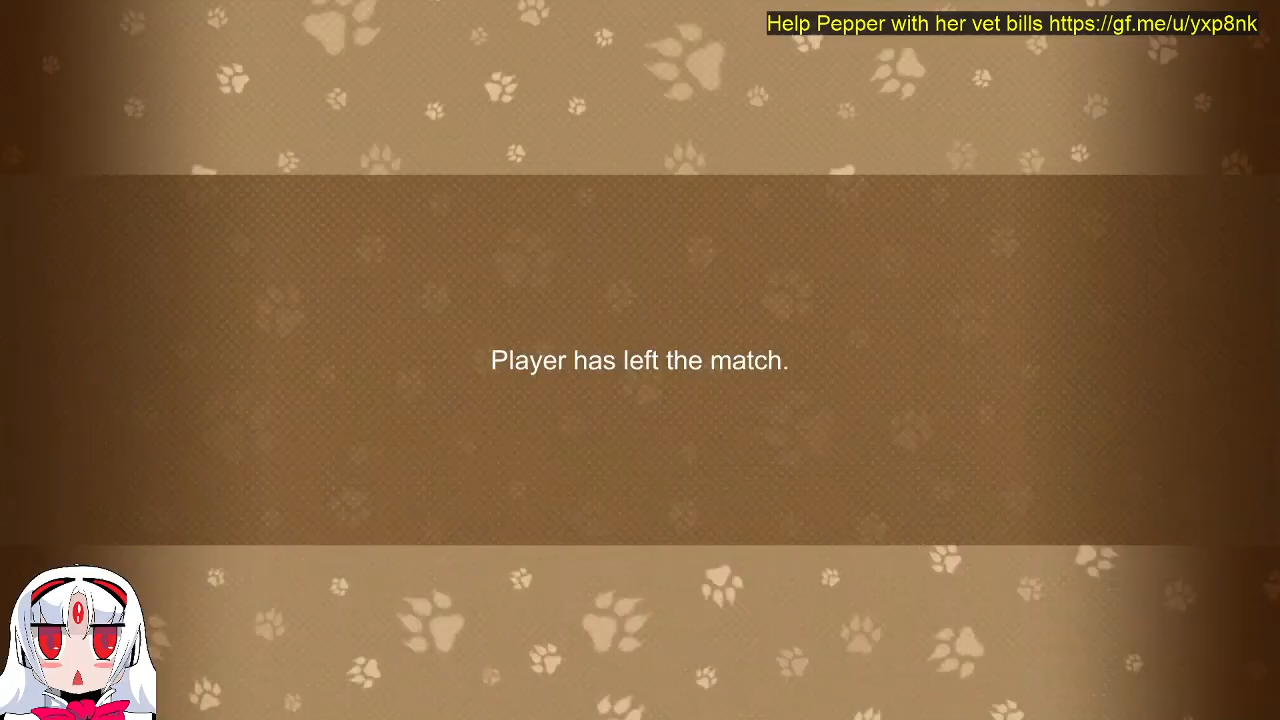 Help Pepper with her vet bills https://gf.me/u/yxp8nk
Player has left the match.